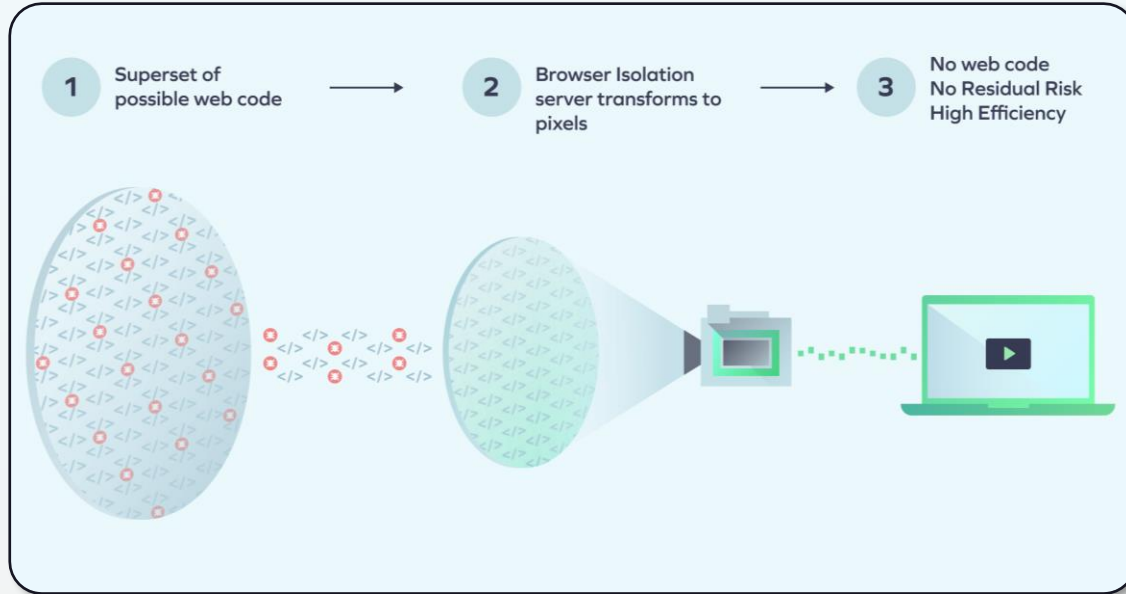 1
Superset of
possible web code
2
Browser Isolation
server transforms to
pixels
3
No web code
No Residual Risk
High Efficiency